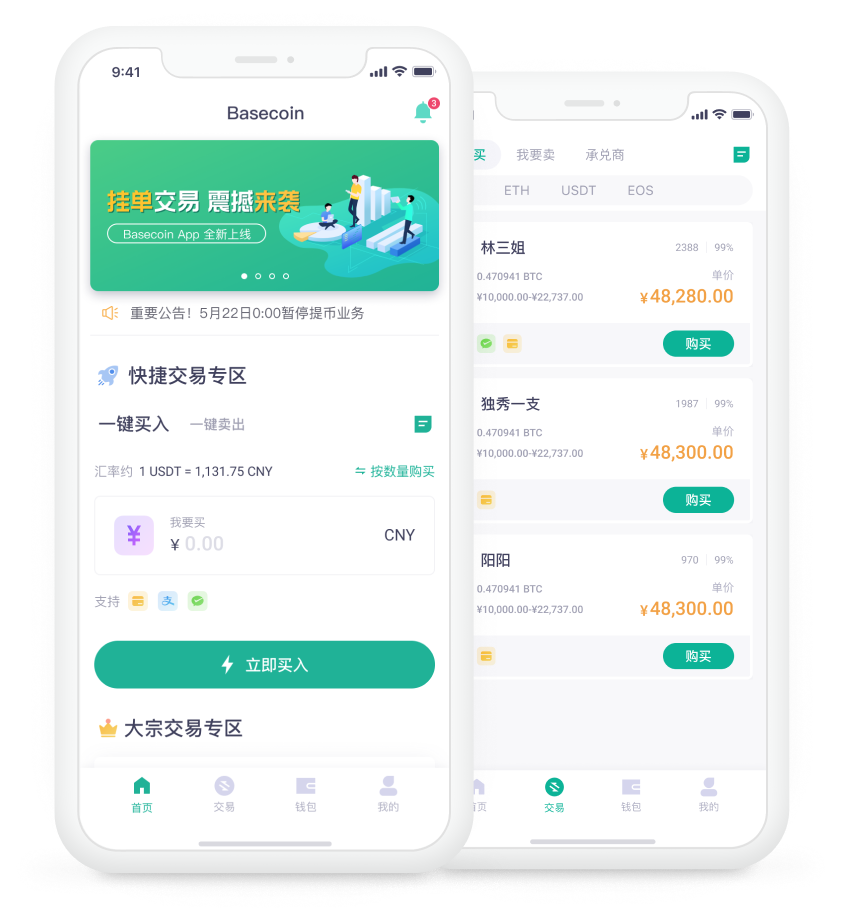 9:41
Basecoin
3
挂单交易 震撼来袭
Basecoin App 全新上线
重要公告！5月22日0:00暂停提币业务
快捷交易专区
一键买入 一键卖出
汇率约 1 USDT = 1,131.75 CNY
按数量购买
¥
我要买
¥ 0.00
CNY
支持
支
立即买入
大宗交易专区
首页 交易 钱包 我的
买 我要卖 承兑商
ETH USDT EOS
林三姐
2388 99%
0.470941 BTC
单价
¥10,000.00-¥22,737.00
¥48,280.00
购买
独秀一支
1987 99%
0.470941 BTC
单价
¥10,000.00-¥22,737.00
¥48,300.00
购买
阳阳
970 99%
0.470941 BTC
单价
¥10,000.00-¥22,737.00
¥48,300.00
购买
页 交易 钱包 我的